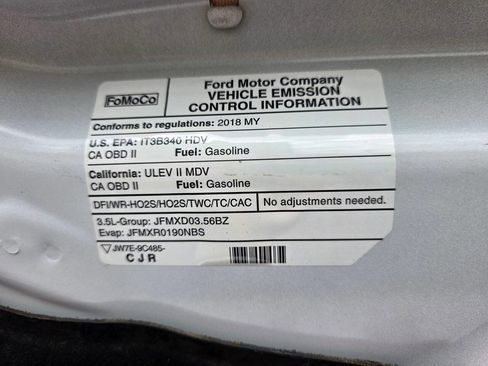 FoMoCo
Ford Motor Company
VEHICLE EMISSION
CONTROL INFORMATION
Conforms to regulations: 2018 MY
U.S. EPA: IT3B340 HDV
CA OBD II Fuel: Gasoline
California: ULEV II MDV
CA OBD II Fuel: Gasoline
DFI/WR-HO2S/HO2S/TWC/TC/CAC No adjustments needed.
3.5L-Group: JFMXD03.56BZ
Evap: JFMXR0190NBS
JW7E-9C485-
CJR